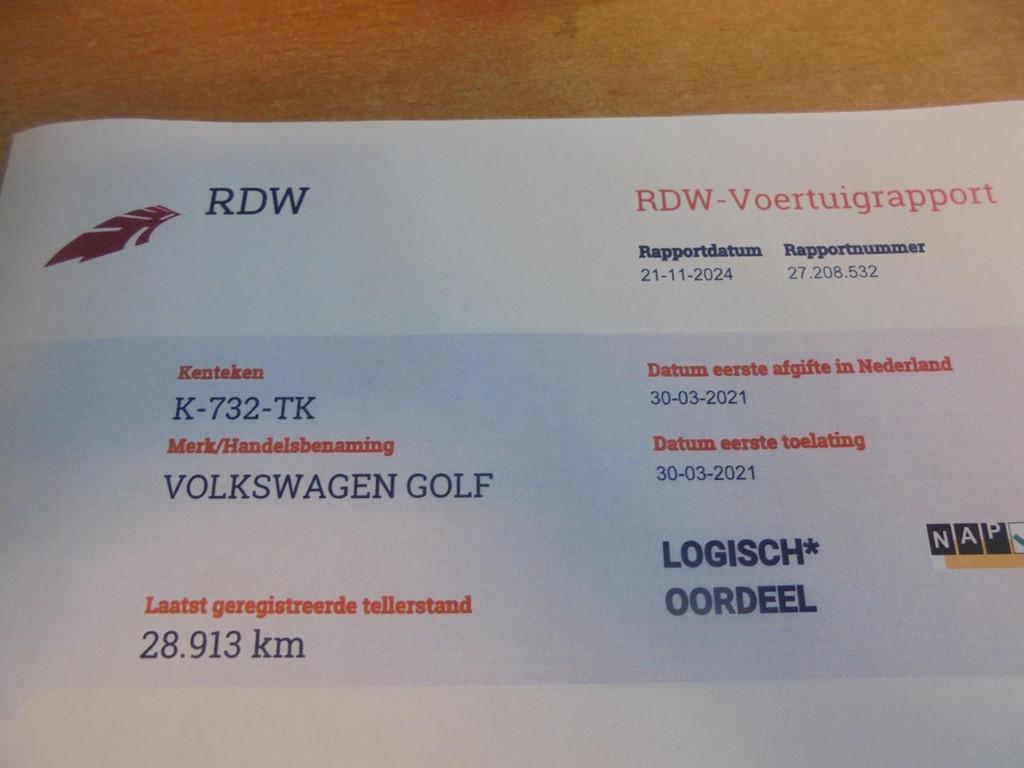 RDW
RDW-Voertuigrapport
Rapportdatum Rapportnummer
21-11-2024 27.208.532
Kenteken
K-732-TK
Merk/Handelsbenaming
VOLKSWAGEN GOLF
Laatst geregistreerde tellerstand
28.913 km
Datum eerste afgifte in Nederland
30-03-2021
Datum eerste toelating
30-03-2021
LOGISCH*
OORDEEL
NAP